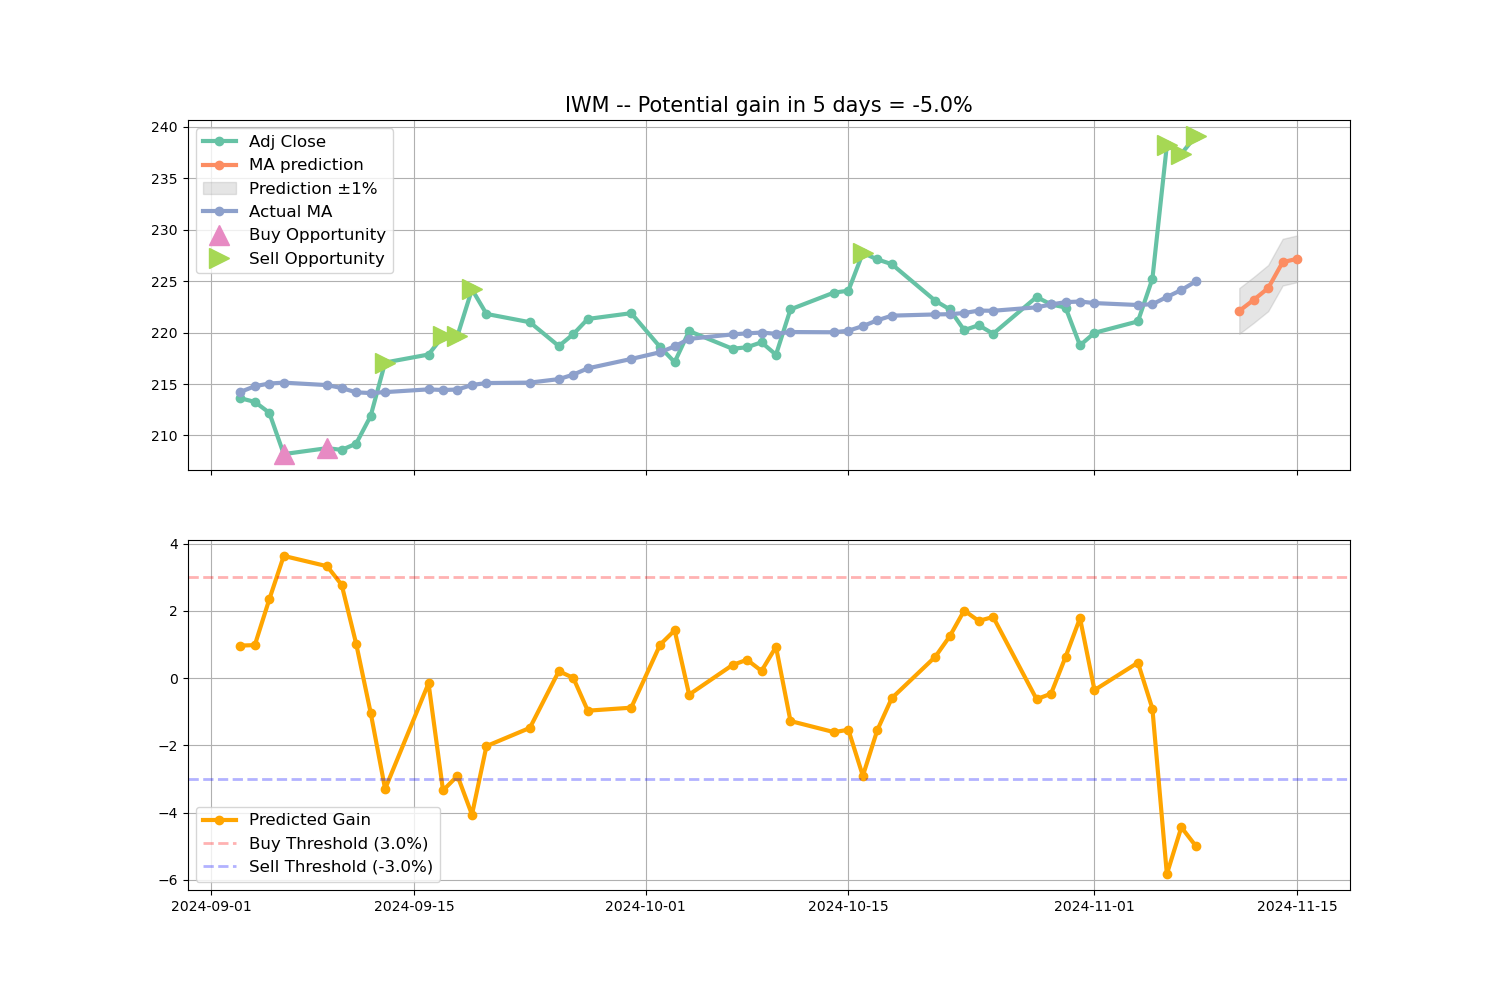 IWM -- Potential gain in 5 days = -5.0%
240
235
230
225
220
215
210
Adj Close
MA prediction
Prediction ±1%
Actual MA
Buy Opportunity
Sell Opportunity
4
2
0
−2
−4
−6
Predicted Gain
Buy Threshold (3.0%)
Sell Threshold (-3.0%)
2024-09-01
2024-09-15
2024-10-01
2024-10-15
2024-11-01
2024-11-15